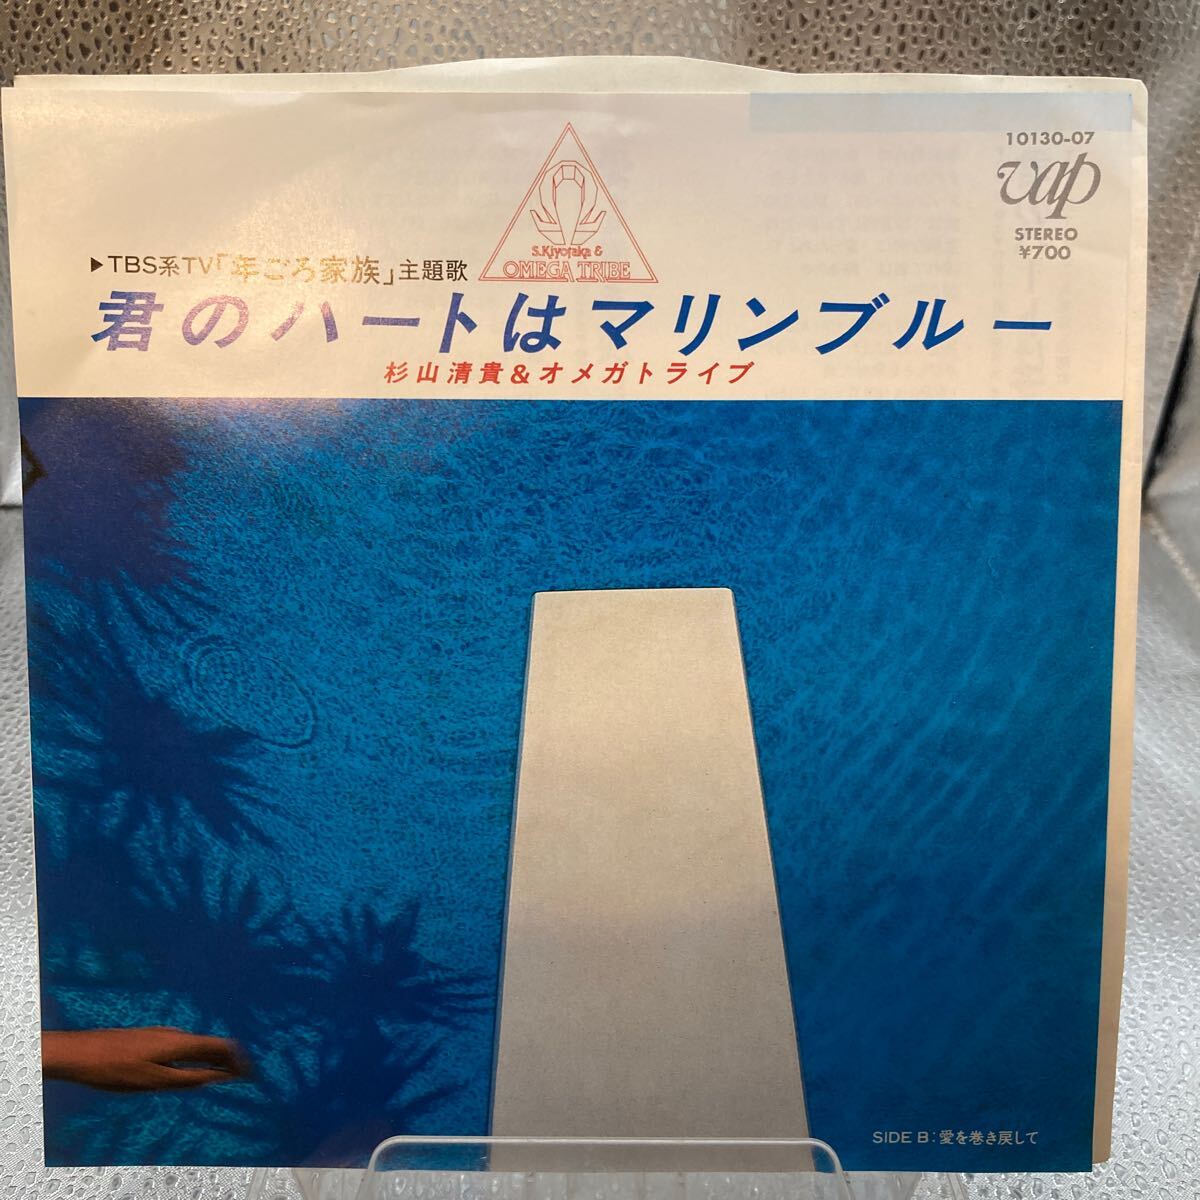 10130-07
vap
STEREO
¥700
S.Kiyotaka &
OMEGA TRIBE
▶TBS系TV「年ごろ家族」主題歌
君のハートはマリンブルー
杉山清貴&オメガトライブ
SIDE B:愛を巻き戻して